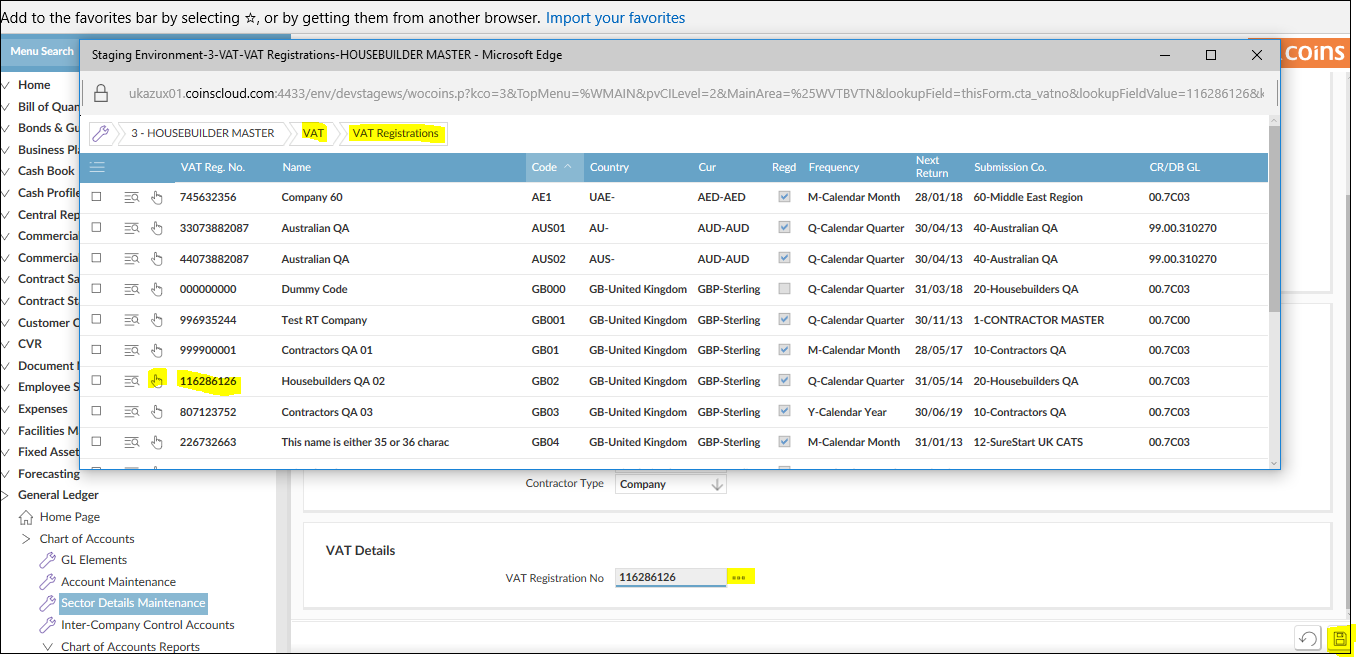 Add to the favorites bar by selecting ☆, or by getting them from another browser. Import your favorites
Menu Search
coins
Staging Environment-3-VAT-VAT Registrations-HOUSEBUILDER MASTER - Microsoft Edge
ukazux01.coinscloud.com:4433/env/devstagews/wocoins.p?kco=3&TopMenu=%WMAIN&pvCILevel=2&MainArea=%25WVTBVTN&lookupField=thisForm.cta_vatno&lookupFieldValue=116286126&k
3 - HOUSEBUILDER MASTER VAT VAT Registrations
VAT Reg. No. Name Code Country Cur Regd Frequency Next Return Submission Co. CR/DB GL
745632356 Company 60 AE1 UAE- AED-AED M-Calendar Month 28/01/18 60-Middle East Region 00.7C03
33073882087 Australian QA AUS01 AU- AUD-AUD Q-Calendar Quarter 30/04/13 40-Australian QA 99.00.310270
44073882087 Australian QA AUS02 AUS- AUD-AUD Q-Calendar Quarter 30/04/13 40-Australian QA 99.00.310270
000000000 Dummy Code GB000 GB-United Kingdom GBP-Sterling Q-Calendar Quarter 31/03/18 20-Housebuilders QA 00.7C03
996935244 Test RT Company GB001 GB-United Kingdom GBP-Sterling Q-Calendar Quarter 30/11/13 1-CONTRACTOR MASTER 00.7C00
999900001 Contractors QA 01 GB01 GB-United Kingdom GBP-Sterling M-Calendar Month 28/05/17 10-Contractors QA 00.7C03
116286126 Housebuilders QA 02 GB02 GB-United Kingdom GBP-Sterling Q-Calendar Quarter 31/05/14 20-Housebuilders QA 00.7C03
807123752 Contractors QA 03 GB03 GB-United Kingdom GBP-Sterling Y-Calendar Year 30/06/19 10-Contractors QA 00.7C03
226732663 This name is either 35 or 36 charac GB04 GB-United Kingdom GBP-Sterling M-Calendar Month 31/01/13 12-SureStart UK CATS 00.7C03
Home
Bill of Quan
Bonds & Gu
Business Pla
Cash Book
Cash Profile
Central Rep
Commercia
Commercia
Contract Sa
Contract St
Customer C
CVR
Document
Employee S
Expenses
Facilities M
Fixed Asset
Forecasting
General Ledger
Home Page
Chart of Accounts
GL Elements
Account Maintenance
Sector Details Maintenance
Inter-Company Control Accounts
Chart of Accounts Reports
Contractor Type Company
VAT Details
VAT Registration No 116286126